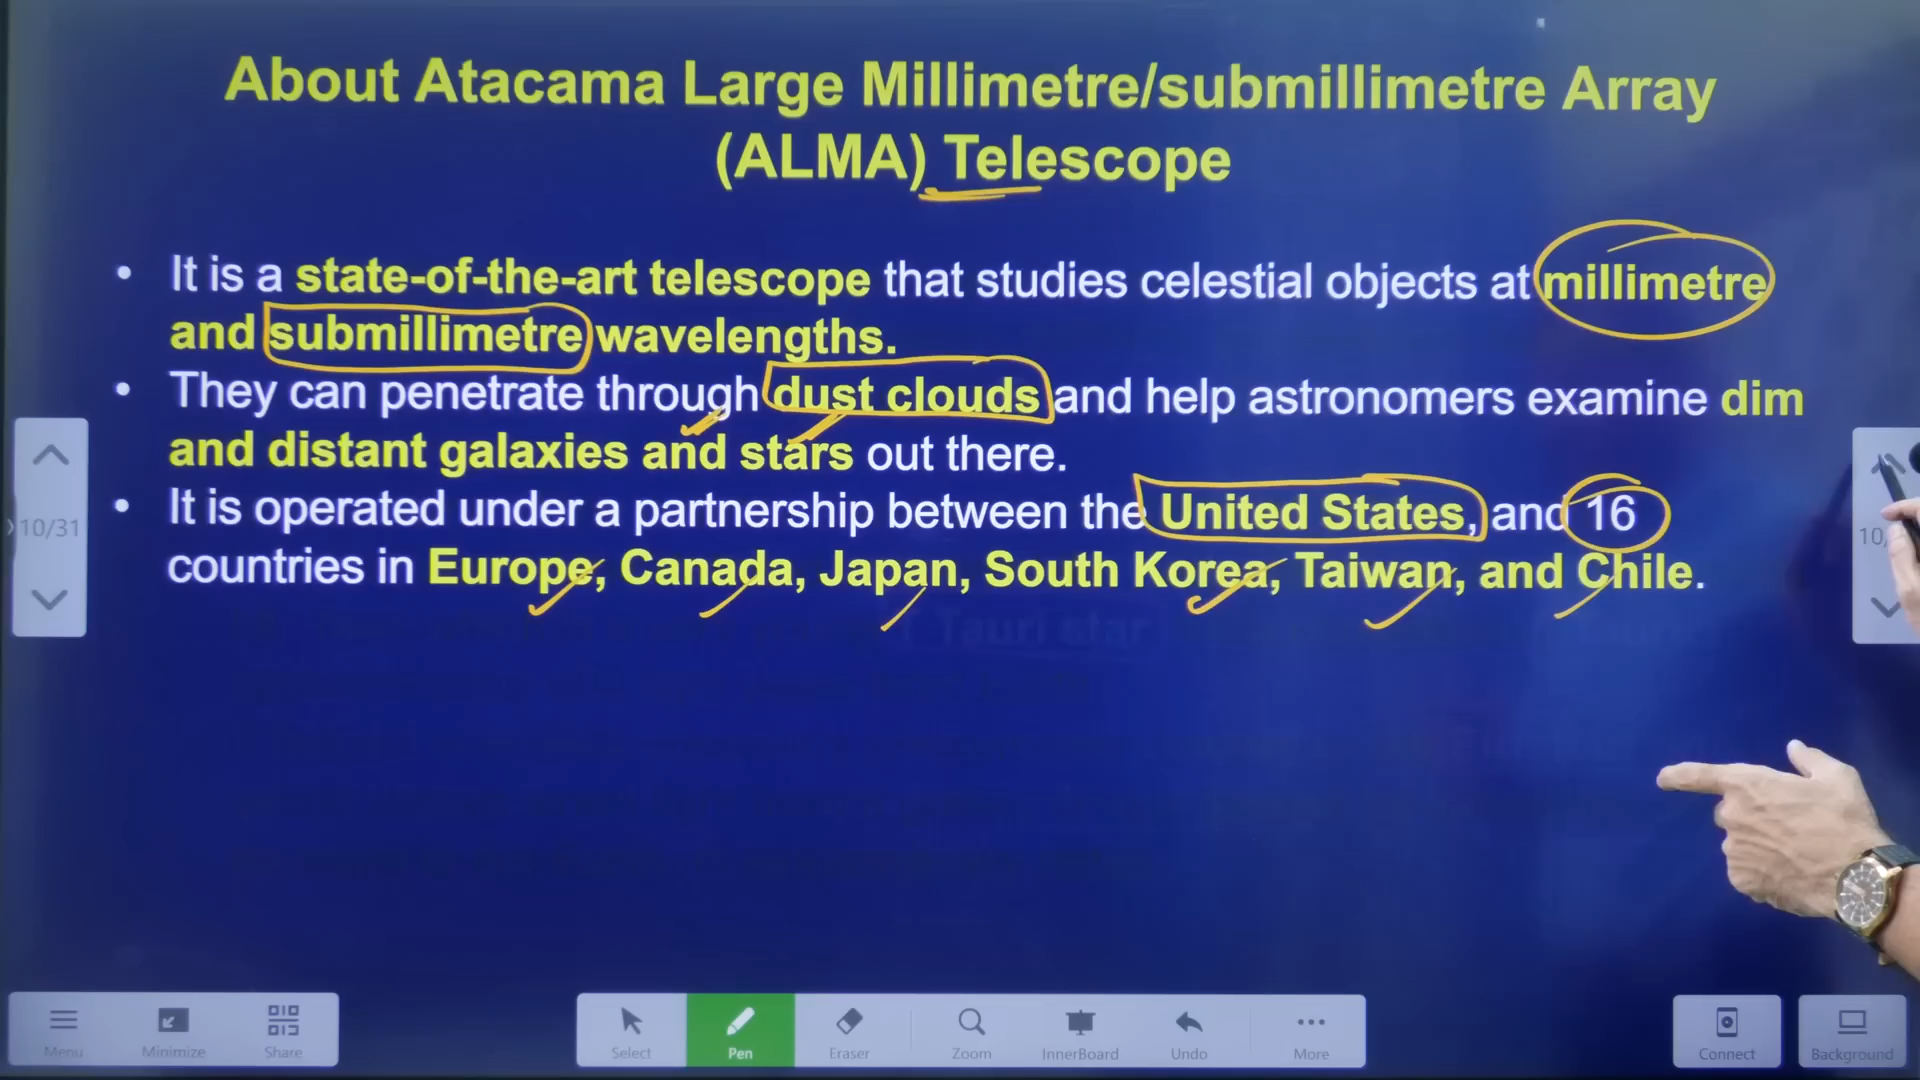 About Atacama Large Millimetre/submillimetre Array
(ALMA) Telescope
• It is a state-of-the-art telescope that studies celestial objects at millimetre
and submillimetre wavelengths.
• They can penetrate through dust clouds and help astronomers examine dim
and distant galaxies and stars out there.
• It is operated under a partnership between the United States, and 16
countries in Europe, Canada, Japan, South Korea, Taiwan, and Chile.
Tauri star
10/31
10/
Menu
Minimize
Share
Select
Pen
Eraser
Zoom
InnerBoard
Undo
More
Connect
Background